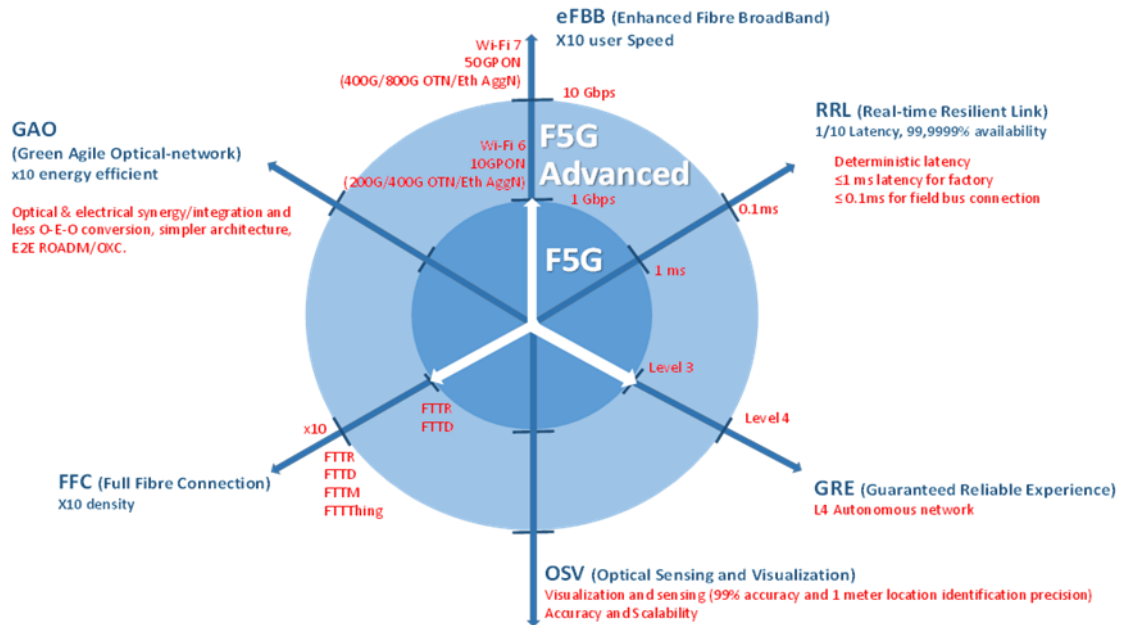 eFBB (Enhanced Fibre BroadBand)
X10 user Speed
Wi-Fi 7
50GPON
(400G/800G OTN/Eth AggN)
10 Gbps
GAO
(Green Agile Optical-network)
x10 energy efficient
Optical & electrical synergy/integration and
less O-E-O conversion, simpler architecture,
E2E ROADM/OXC.
Wi-Fi 6
10GPON
(200G/400G OTN/Eth AggN)
F5G
Advanced
1 Gbps
RRL (Real-time Resilient Link)
1/10 Latency, 99,9999% availability
Deterministic latency
≤1 ms latency for factory
≤ 0.1ms for field bus connection
0.1ms
F5G
1 ms
Level 3
Level 4
FTTR
FTTD
x10
FTTR
FTTD
FTTM
FTTThing
FFC (Full Fibre Connection)
X10 density
GRE (Guaranteed Reliable Experience)
L4 Autonomous network
OSV (Optical Sensing and Visualization)
Visualization and sensing (99% accuracy and 1 meter location identification precision)
Accuracy and Scalability